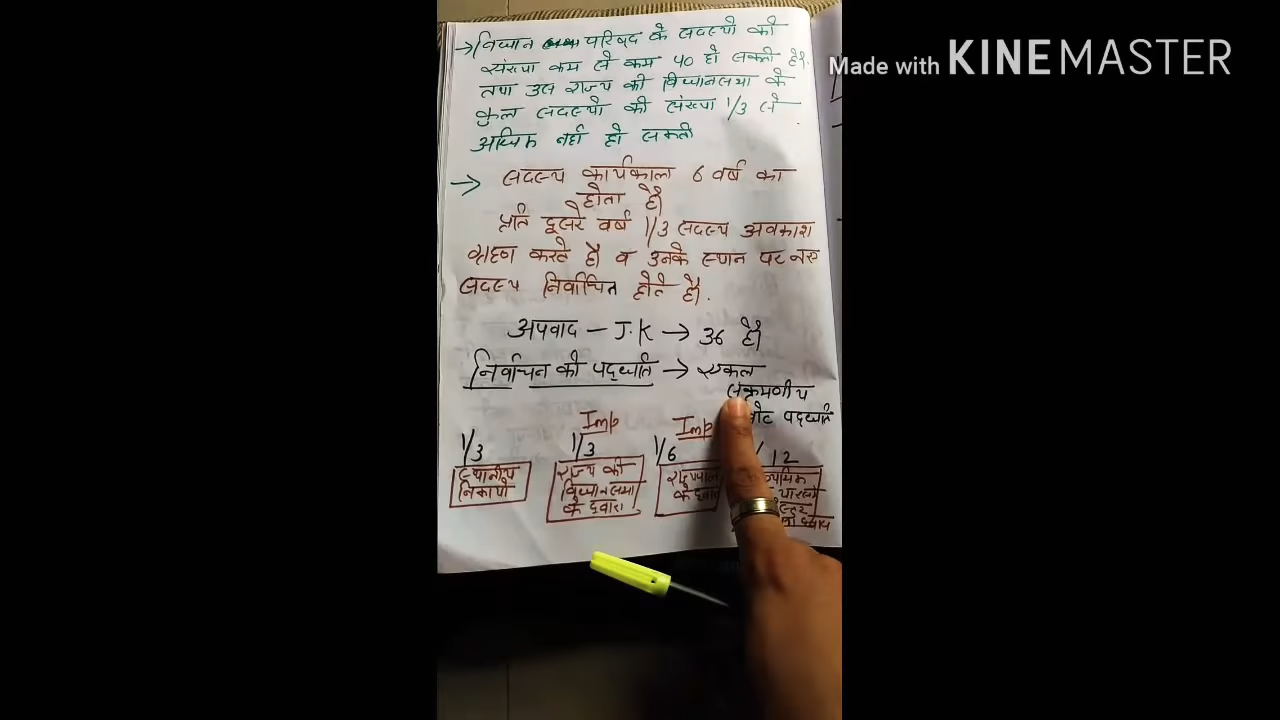 → विधान परिषद के सदस्यो की
संख्या कम से कम 40 हो सकती है।
तथा उस राज्य की विधानसभा के
कुल सदस्यो की संख्या 1/3 से
अधिक नहीं हो सकती
→ सदस्य कार्यकाल 6 वर्ष का
होता है।
प्रति दूसरे वर्ष 1/3 सदस्य अवकाश
ग्रहण करते है। व उनके स्थान पर नए
सदस्य निर्वाचित होते है।
अपवाद — J.K → 36 है।
निर्वाचन की पद्धति → एकल
सक्रमणीय
वोट पद्धति
Imp Imp
1/3 1/3 1/6 / 12
स्थानीय
निकायो
राज्य की
विधानसभा
के द्वारा
राज्यपाल
के द्वारा
द्वारा
Made with KINEMASTER